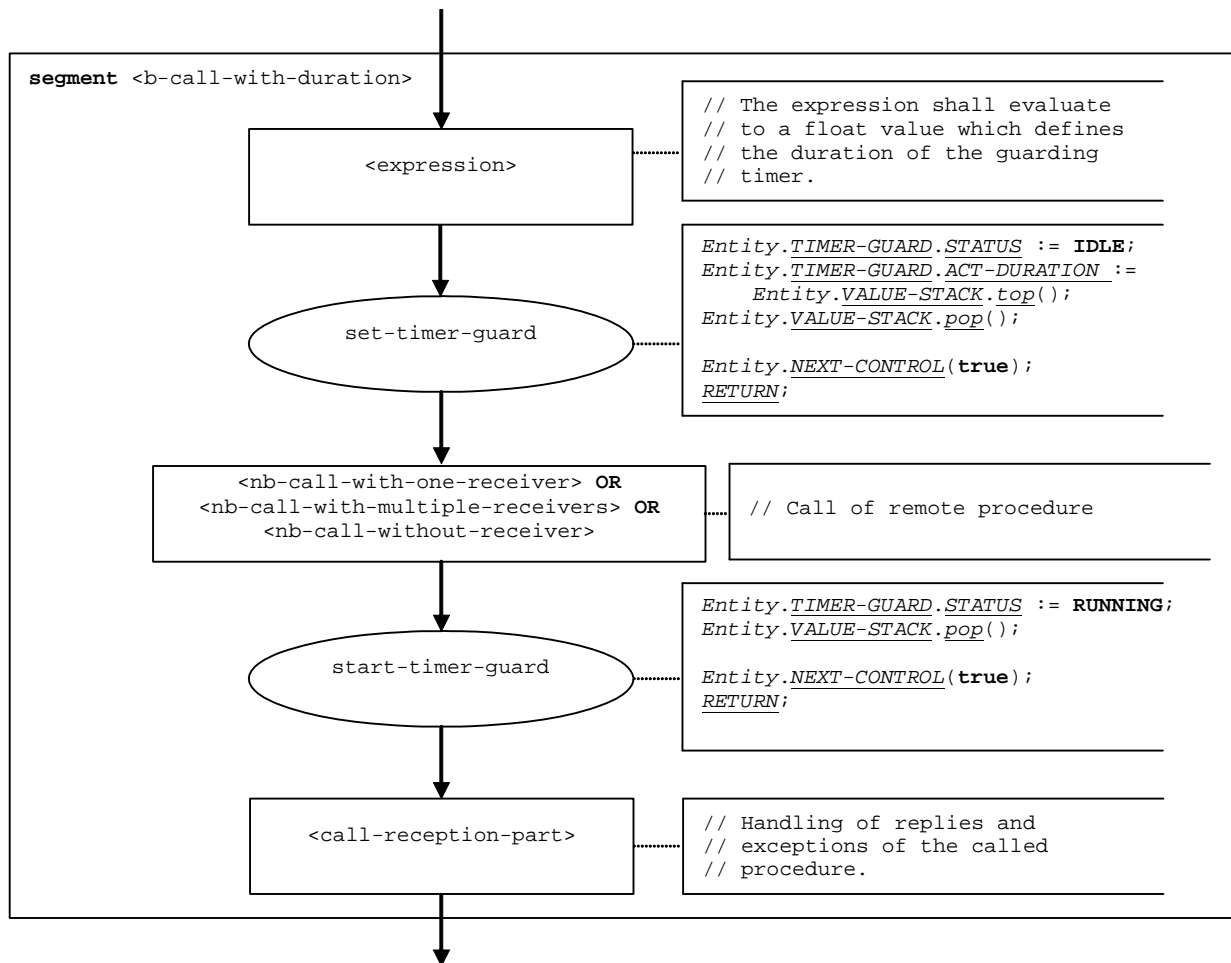 segment <b-call-with-duration>
<expression>
// The expression shall evaluate
// to a float value which defines
// the duration of the guarding
// timer.
set-timer-guard
Entity.TIMER-GUARD.STATUS := IDLE;
Entity.TIMER-GUARD.ACT-DURATION :=
Entity.VALUE-STACK.top();
Entity.VALUE-STACK.pop();
Entity.NEXT-CONTROL(true);
RETURN;
<nb-call-with-one-receiver> OR
<nb-call-with-multiple-receivers> OR
<nb-call-without-receiver>
// Call of remote procedure
start-timer-guard
Entity.TIMER-GUARD.STATUS := RUNNING;
Entity.VALUE-STACK.pop();
Entity.NEXT-CONTROL(true);
RETURN;
<call-reception-part>
// Handling of replies and
// exceptions of the called
// procedure.